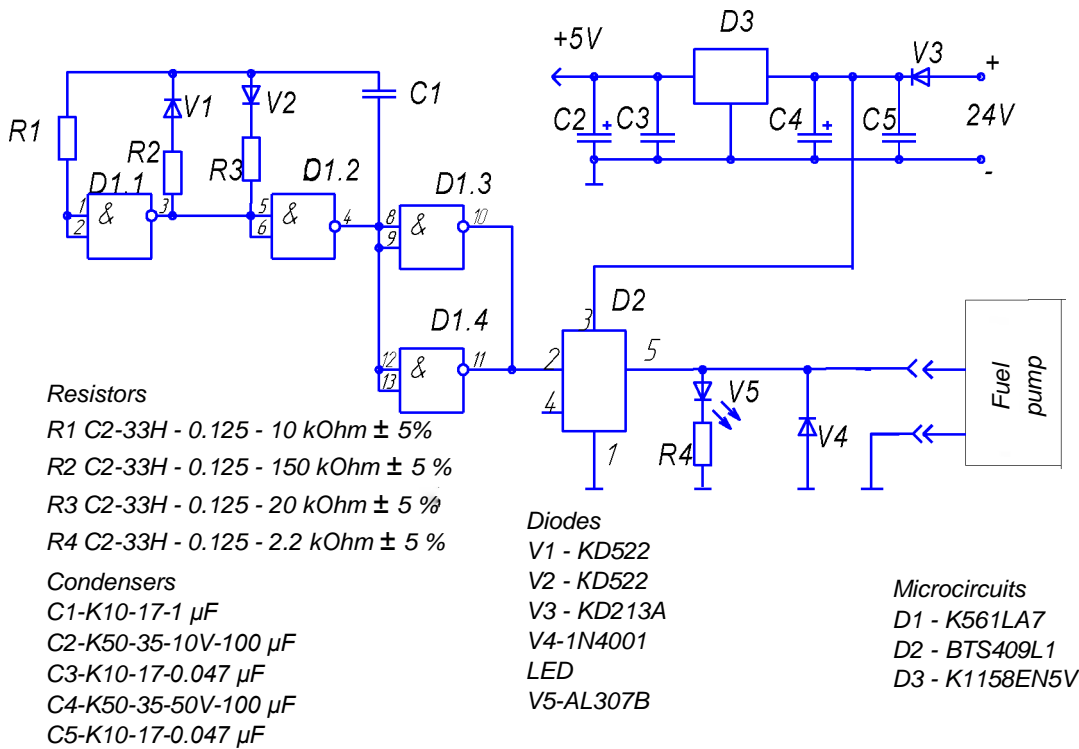 D3
+5V
V3
+
C1
V1
V2
C2
+
C3
C4
+
C5
24V
R1
R2
R3
-
D1.1
D1.2
D1.3
1
2
&
3
5
6
&
4
8
9
&
10
D1.4
12
13
&
11
D2
3
2
5
4
1
V5
R4
V4
Fuel
pump
Resistors
R1 C2-33H - 0.125 - 10 kOhm ± 5%
R2 C2-33H - 0.125 - 150 kOhm ± 5 %
R3 C2-33H - 0.125 - 20 kOhm ± 5 %
R4 C2-33H - 0.125 - 2.2 kOhm ± 5 %
Condensers
C1-K10-17-1 µF
C2-K50-35-10V-100 µF
C3-K10-17-0.047 µF
C4-K50-35-50V-100 µF
C5-K10-17-0.047 µF
Diodes
V1 - KD522
V2 - KD522
V3 - KD213A
V4-1N4001
LED
V5-AL307B
Microcircuits
D1 - K561LA7
D2 - BTS409L1
D3 - K1158EN5V